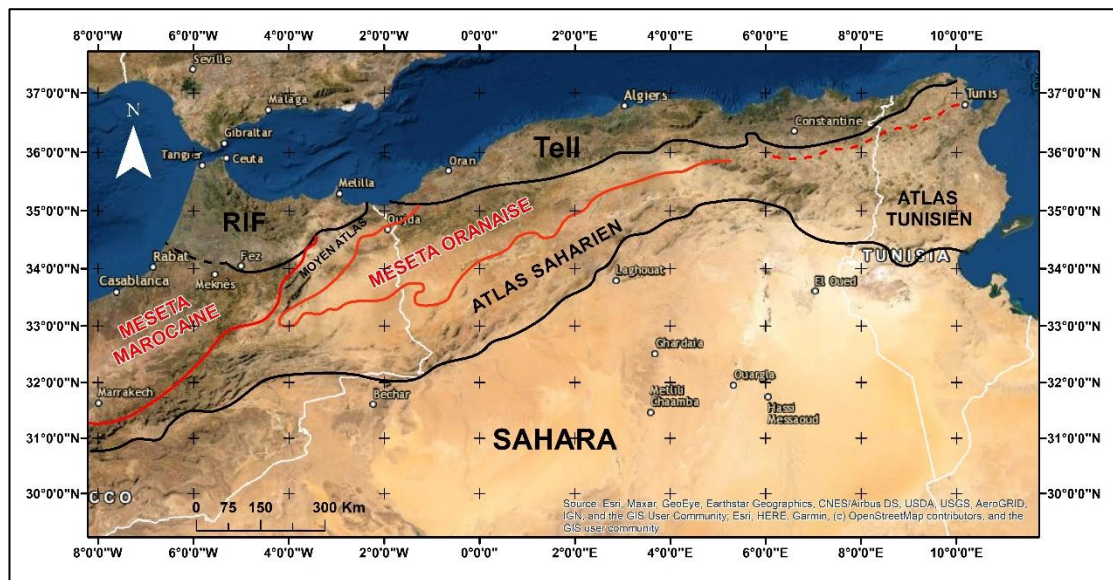 8°0'0"W 6°0'0"W 4°0'0"W 2°0'0"W 0°0'0" 2°0'0"E 4°0'0"E 6°0'0"E 8°0'0"E 10°0'0"E
Seville
Malaga
Gibraltar
Tangier
Ceuta
N
Algiers
Constantine
Tunis
37°0'0"N
37°0'0"N
36°0'0"N
36°0'0"N
Tell
Oran
Melilla
35°0'0"N
35°0'0"N
RIF
Oujda
MOYEN ATLAS
MESETA ORANAISE
ATLAS
TUNISIEN
Rabat
Fez
Meknès
Casablanca
34°0'0"N
34°0'0"N
TUNISIA
ATLAS SAHARIEN
Laghouat
El Oued
MESETA
MAROCAINE
33°0'0"N
33°0'0"N
Ghardaia
32°0'0"N
32°0'0"N
Marrakech
Bechar
Metliti
Chaamba
Ouargla
Hassi
Messaoud
31°0'0"N
31°0'0"N
SAHARA
CCO
30°0'0"N
30°0'0"N
0 75 150 300 Km
Source: Esri, Maxar, GeoEye, Earthstar Geographics, CNES/Airbus DS, USDA, USGS, AeroGRID,
IGN, and the GIS User Community; Esri, HERE, Garmin, (c) OpenStreetMap contributors, and the
GIS user community
8°0'0"W 6°0'0"W 4°0'0"W 2°0'0"W 0°0'0" 2°0'0"E 4°0'0"E 6°0'0"E 8°0'0"E 10°0'0"E